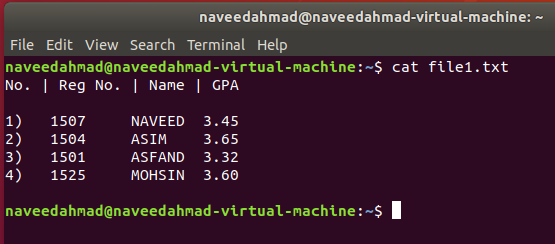 naveedahmad@naveedahmad-virtual-machine: ~
File Edit View Search Terminal Help
naveedahmad@naveedahmad-virtual-machine:~$ cat file1.txt
No. | Reg No. | Name | GPA
1) 1507 NAVEED 3.45
2) 1504 ASIM 3.65
3) 1501 ASFAND 3.32
4) 1525 MOHSIN 3.60
naveedahmad@naveedahmad-virtual-machine:~$